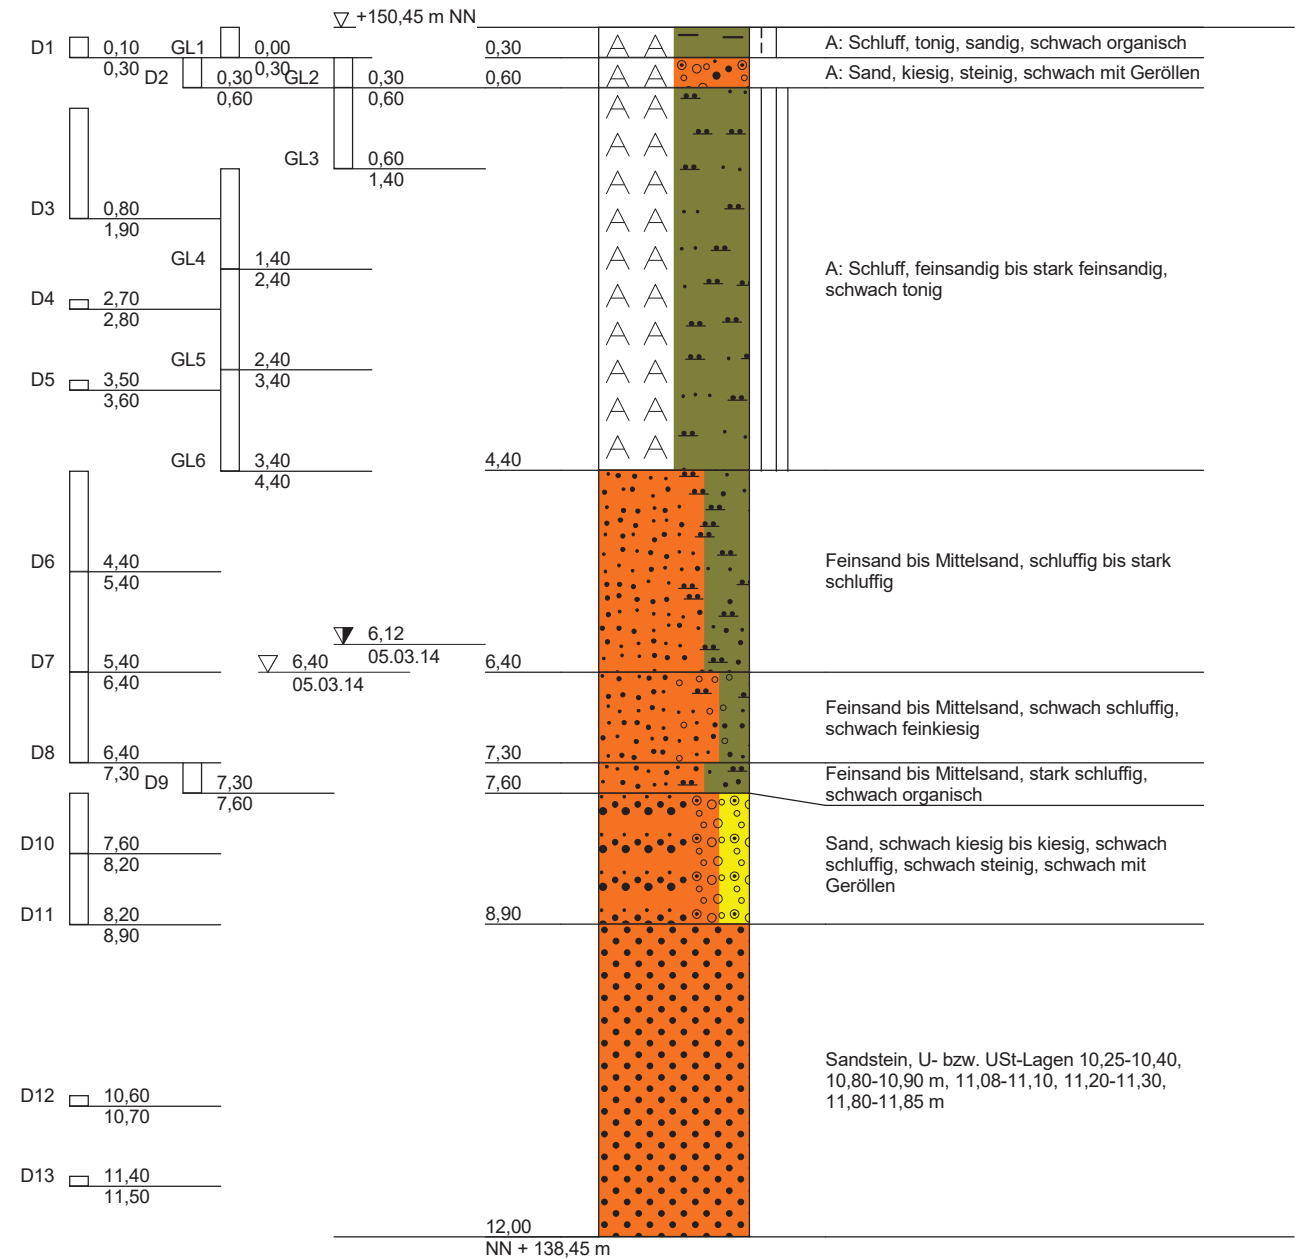 +150,45 m NN
D1 0,10 GL1 0,00 0,30 A: Schluff, tonig, sandig, schwach organisch
0,30 0,30
D2 0,30 GL2 0,30 0,60 A: Sand, kiesig, steinig, schwach mit Geröllen
0,60 0,60
GL3 0,60
1,40
D3 0,80
1,90
GL4 1,40
2,40
A: Schluff, feinsandig bis stark feinsandig,
schwach tonig
D4 2,70
2,80
GL5 2,40
3,40
D5 3,50
3,60
GL6 3,40 4,40
4,40
D6 4,40
5,40
Feinsand bis Mittelsand, schluffig bis stark
schluffig
6,12
05.03.14
D7 5,40 6,40 6,40
6,40 05.03.14
Feinsand bis Mittelsand, schwach schluffig,
schwach feinkiesig
D8 6,40 7,30
7,30
D9 7,30 7,60
7,60
Feinsand bis Mittelsand, stark schluffig,
schwach organisch
D10 7,60
8,20
Sand, schwach kiesig bis kiesig, schwach
schluffig, schwach steinig, schwach mit
Geröllen
D11 8,20 8,90
8,90
Sandstein, U- bzw. USt-Lagen 10,25-10,40,
10,80-10,90 m, 11,08-11,10, 11,20-11,30,
11,80-11,85 m
D12 10,60
10,70
D13 11,40
11,50
12,00
NN + 138,45 m